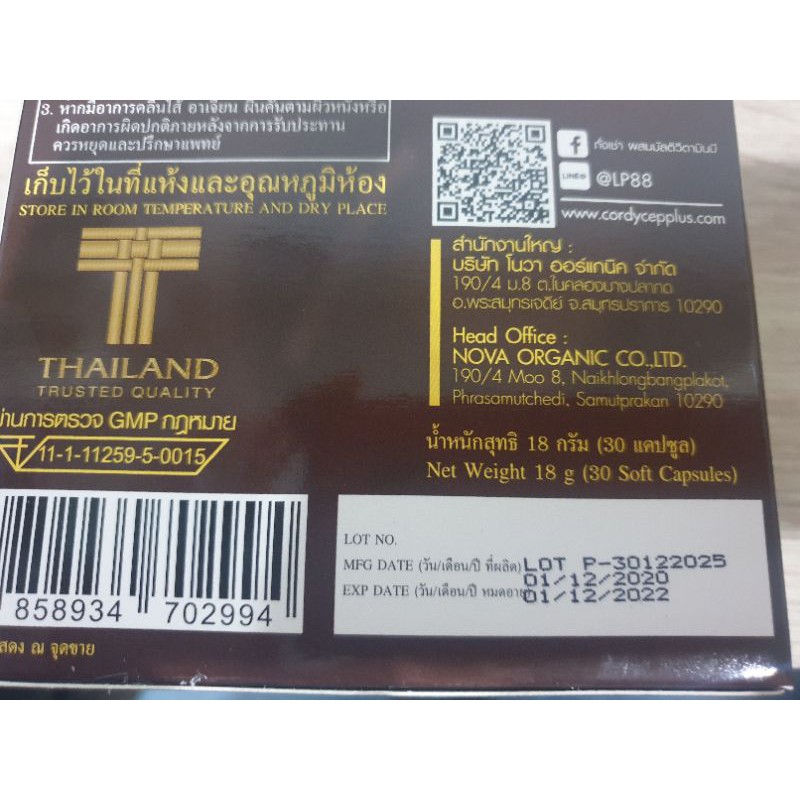 3. หากมีอาการคลื่นไส้ อาเจียน ผื่นคันตามผิวหนังหรือ
เกิดอาการผิดปกติภายหลังจากการรับประทาน
ควรหยุดและปรึกษาแพทย์
เก็บไว้ในที่แห้งและอุณหภูมิห้อง
STORE IN ROOM TEMPERATURE AND DRY PLACE
THAILAND
TRUSTED QUALITY
ผ่านการตรวจ GMP กฎหมาย
11-1-11259-5-0015
858934 702994
แสดง ณ จุดขาย
f ถั่งเช่า ผสมมัลติวิตามินบี
LINE @LP88
www.cordycepplus.com
สำนักงานใหญ่ :
บริษัท โนวา ออร์แกนิค จำกัด
190/4 ม.8 ต.ในคลองบางปลากด
อ.พระสมุทรเจดีย์ จ.สมุทรปราการ 10290
Head Office :
NOVA ORGANIC CO.,LTD.
190/4 Moo 8, Naikhlongbangplakot,
Phrasamutchedi, Samutprakan 10290
น้ำหนักสุทธิ 18 กรัม (30 แคปซูล)
Net Weight 18 g (30 Soft Capsules)
LOT NO.
MFG DATE (วัน/เดือน/ปี ที่ผลิต) LOT P-30122025
01/12/2020
EXP DATE (วัน/เดือน/ปี หมดอายุ) 01/12/2022